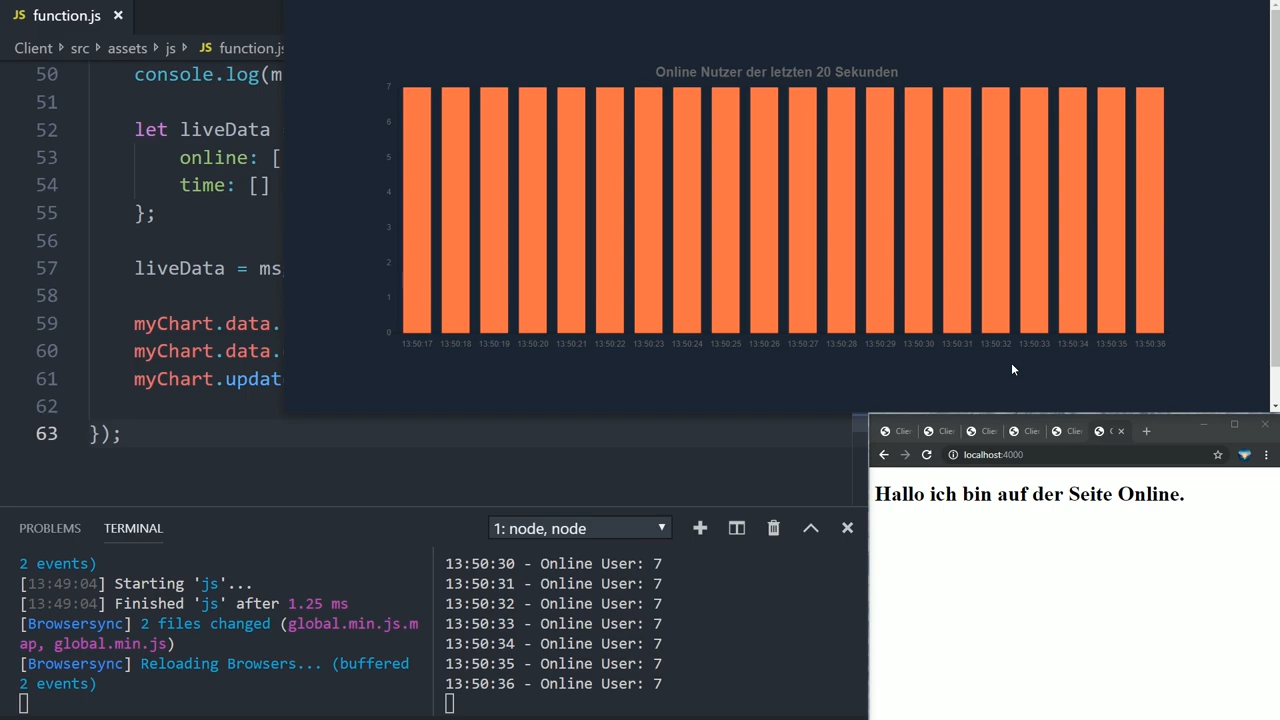 JS function.js ×
Client src assets js JS function.js
50 console.log(m
51
52 let liveData =
53 online: [
54 time: []
55 };
56
57 liveData = ms
58
59 myChart.data.
60 myChart.data.
61 myChart.updat
62
63 });
Online Nutzer der letzten 20 Sekunden
7
6
5
4
3
2
1
0
13:50:17 13:50:18 13:50:19 13:50:20 13:50:21 13:50:22 13:50:23 13:50:24 13:50:25 13:50:26 13:50:27 13:50:28 13:50:29 13:50:30 13:50:31 13:50:32 13:50:33 13:50:34 13:50:35 13:50:36
Clie Clie Clie Clie Clie C
localhost:4000
Hallo ich bin auf der Seite Online.
PROBLEMS TERMINAL 1: node, node
2 events)
[13:49:04] Starting 'js'...
[13:49:04] Finished 'js' after 1.25 ms
[Browsersync] 2 files changed (global.min.js.m
ap, global.min.js)
[Browsersync] Reloading Browsers... (buffered
2 events)
13:50:30 - Online User: 7
13:50:31 - Online User: 7
13:50:32 - Online User: 7
13:50:33 - Online User: 7
13:50:34 - Online User: 7
13:50:35 - Online User: 7
13:50:36 - Online User: 7